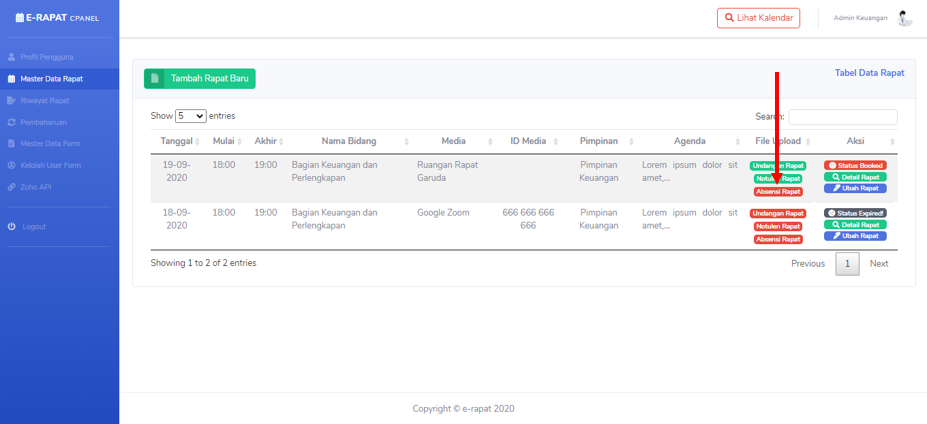 E-RAPAT CPANEL
Lihat Kalendar
Admin Keuangan
Profil Pengguna
Master Data Rapat
Riwayat Rapat
Pembaharuan
Master Data Form
Kelolah User Form
Zoho API
Logout
Tambah Rapat Baru
Tabel Data Rapat
Show 5 entries
Search:
Tanggal Mulai Akhir Nama Bidang Media ID Media Pimpinan Agenda File Upload Aksi
19-09-2020 18:00 19:00 Bagian Keuangan dan Perlengkapan Ruangan Rapat Garuda Pimpinan Keuangan Lorem ipsum dolor sit amet,...
Undangan Rapat
Notulen Rapat
Absensi Rapat
Status Booked
Detail Rapat
Ubah Rapat
18-09-2020 18:00 19:00 Bagian Keuangan dan Perlengkapan Google Zoom 666 666 666 666 Pimpinan Keuangan Lorem ipsum dolor sit amet,...
Undangan Rapat
Notulen Rapat
Absensi Rapat
Status Expired!
Detail Rapat
Ubah Rapat
Showing 1 to 2 of 2 entries
Previous 1 Next
Copyright © e-rapat 2020